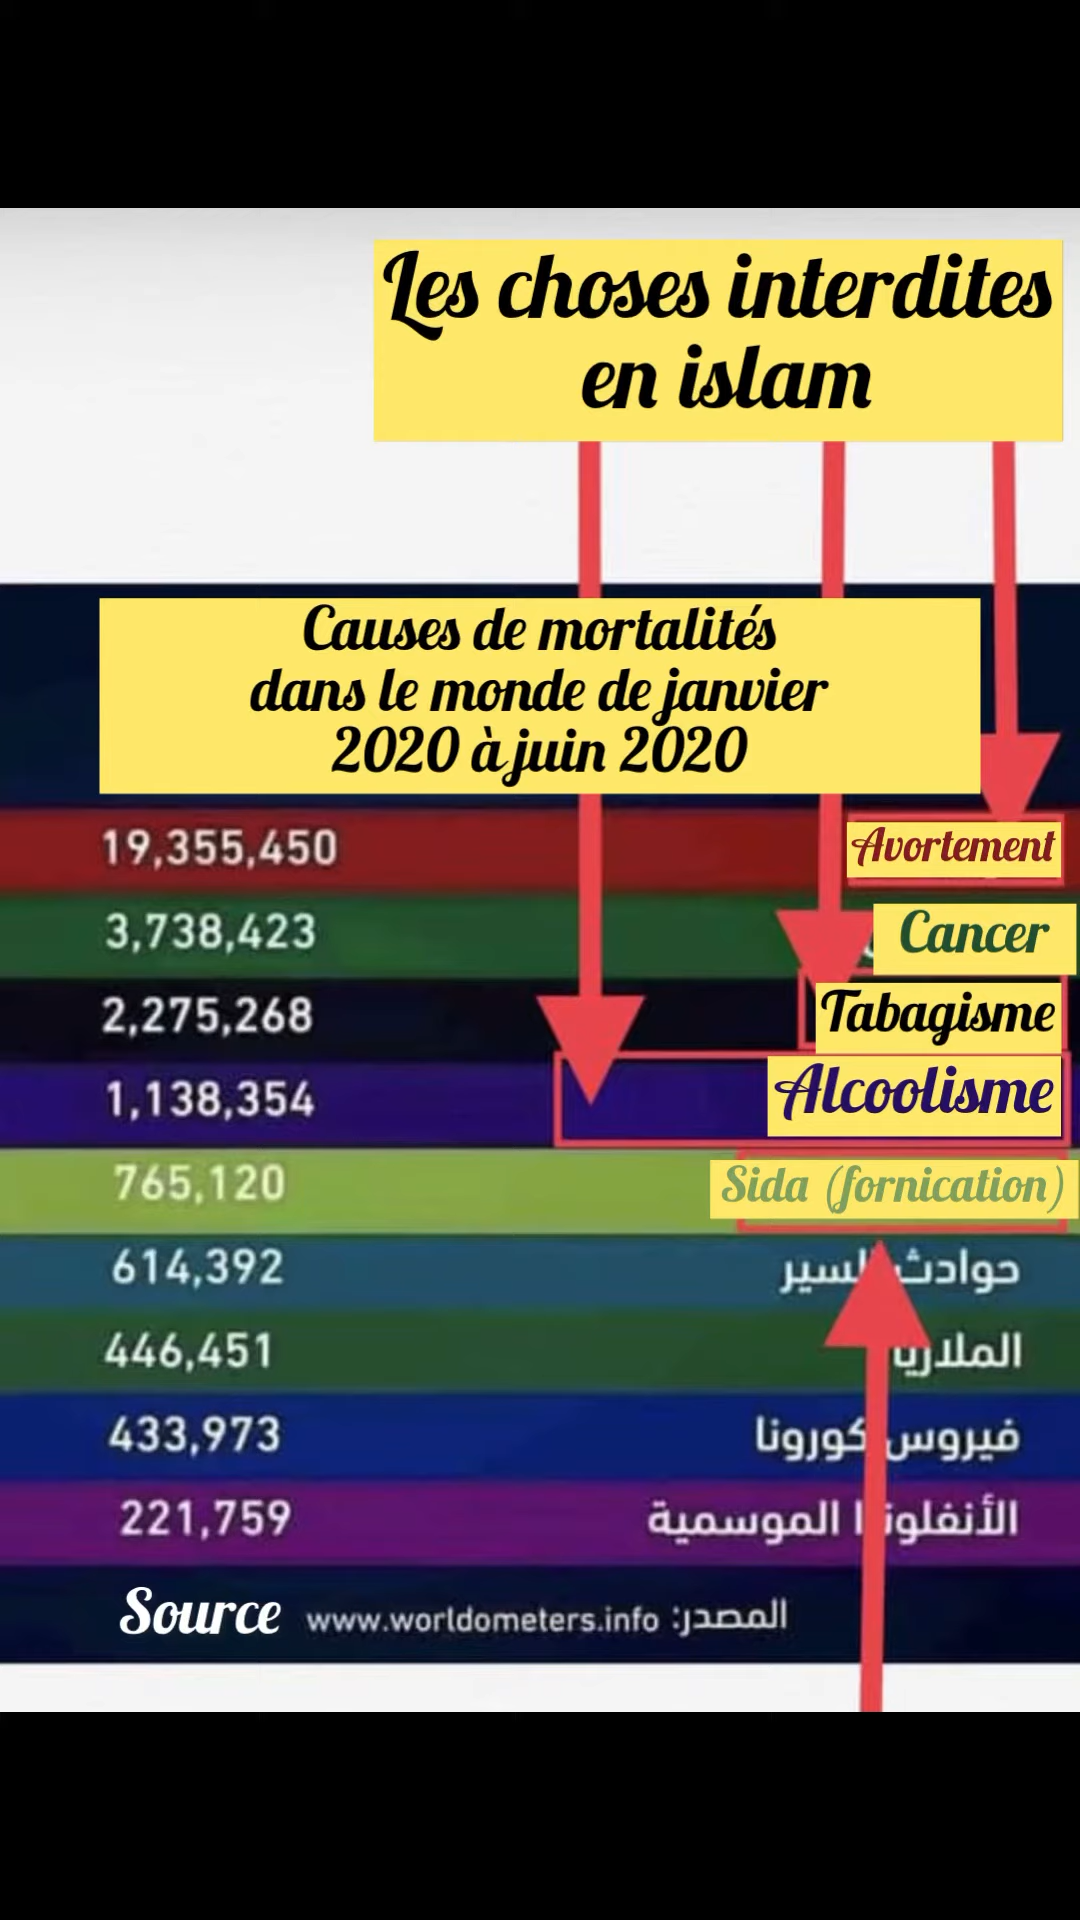 Les choses interdites
en islam
Causes de mortalités
dans le monde de janvier
2020 à juin 2020
19,355,450 Avortement
3,738,423 Cancer
2,275,268 Tabagisme
1,138,354 Alcoolisme
765,120 Sida (fornication)
614,392 حوادث السير
446,451 الملاريا
433,973 فيروس كورونا
221,759 الأنفلونزا الموسمية
Source www.worldometers.info المصدر: